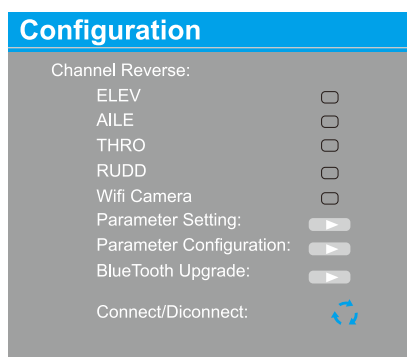 Configuration
Channel Reverse:
ELEV
AILE
THRO
RUDD
Wifi Camera
Parameter Setting:
Parameter Configuration:
BlueTooth Upgrade:
Connect/Diconnect: